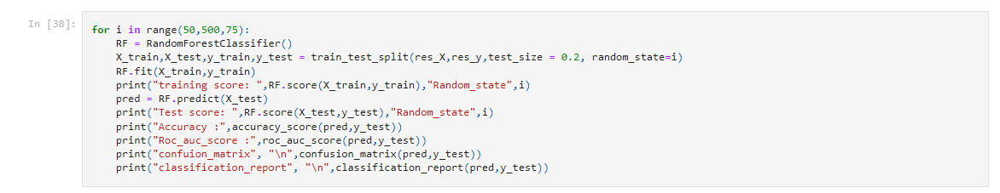 In [38]:
for i in range(50,500,75):
    RF = RandomForestClassifier()
    X_train,X_test,y_train,y_test = train_test_split(res_X,res_y,test_size = 0.2, random_state=i)
    RF.fit(X_train,y_train)
    print("training score: ",RF.score(X_train,y_train),"Random_state",i)
    pred = RF.predict(X_test)
    print("Test score: ",RF.score(X_test,y_test),"Random_state",i)
    print("Accuracy :",accuracy_score(pred,y_test))
    print("Roc_auc_score :",roc_auc_score(pred,y_test))
    print("confuion_matrix", "\n",confusion_matrix(pred,y_test))
    print("classification_report", "\n",classification_report(pred,y_test))